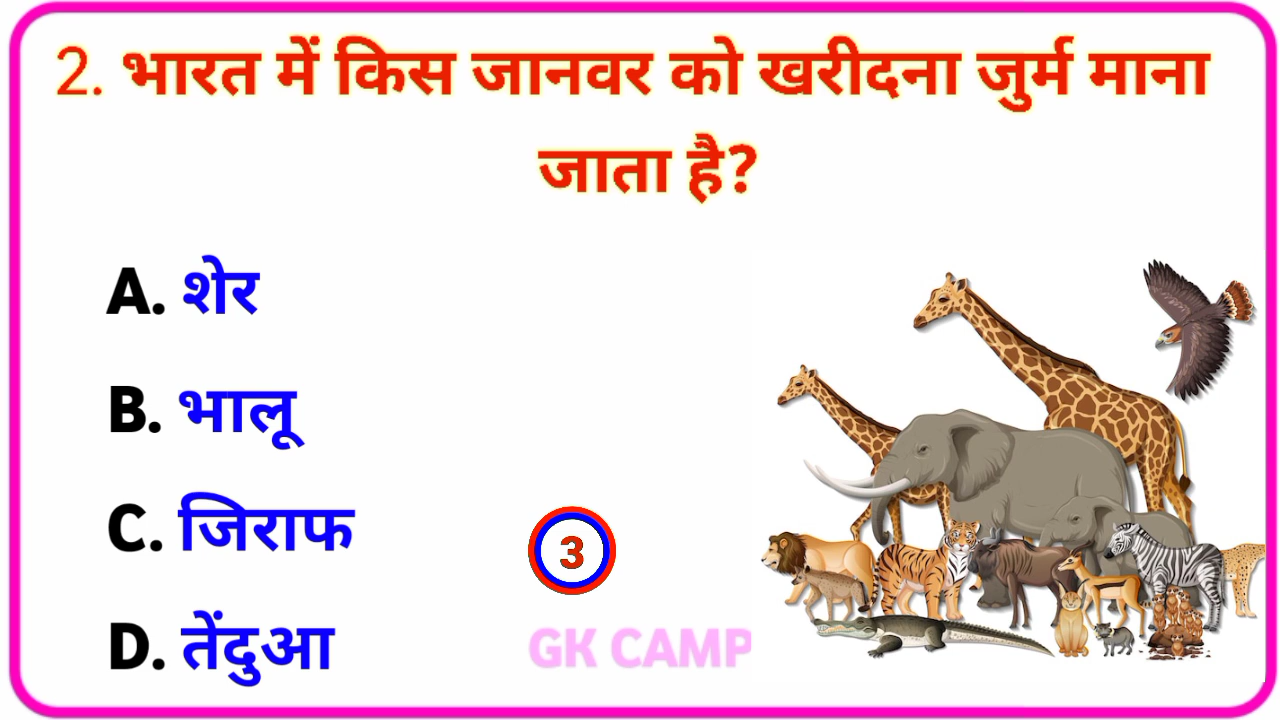 2. भारत में किस जानवर को खरीदना जुर्म माना
जाता है?
A. शेर
B. भालू
C. जिराफ
D. तेंदुआ
3
GK CAMP